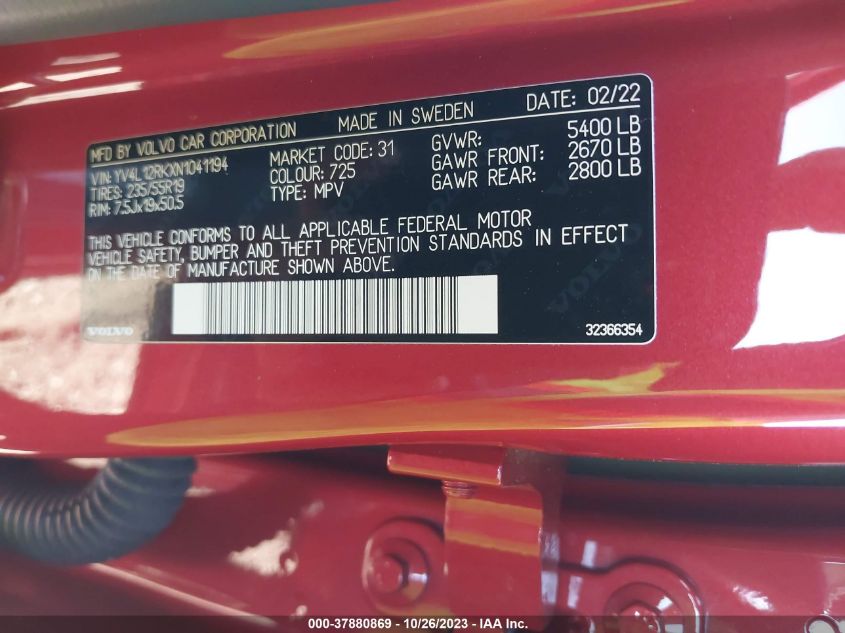 MFD BY VOLVO CAR CORPORATION MADE IN SWEDEN DATE: 02/22
VIN: YV4L12RKXN1041194 MARKET CODE: 31 GVWR: 5400 LB
TIRES: 235/55R19 COLOUR: 725 GAWR FRONT: 2670 LB
RIM: 7.5Jx19x50.5 TYPE: MPV GAWR REAR: 2800 LB
THIS VEHICLE CONFORMS TO ALL APPLICABLE FEDERAL MOTOR
VEHICLE SAFETY, BUMPER AND THEFT PREVENTION STANDARDS IN EFFECT
ON THE DATE OF MANUFACTURE SHOWN ABOVE.
VOLVO 32366354
000-37880869 / 10/26/2023 - IAA Inc.